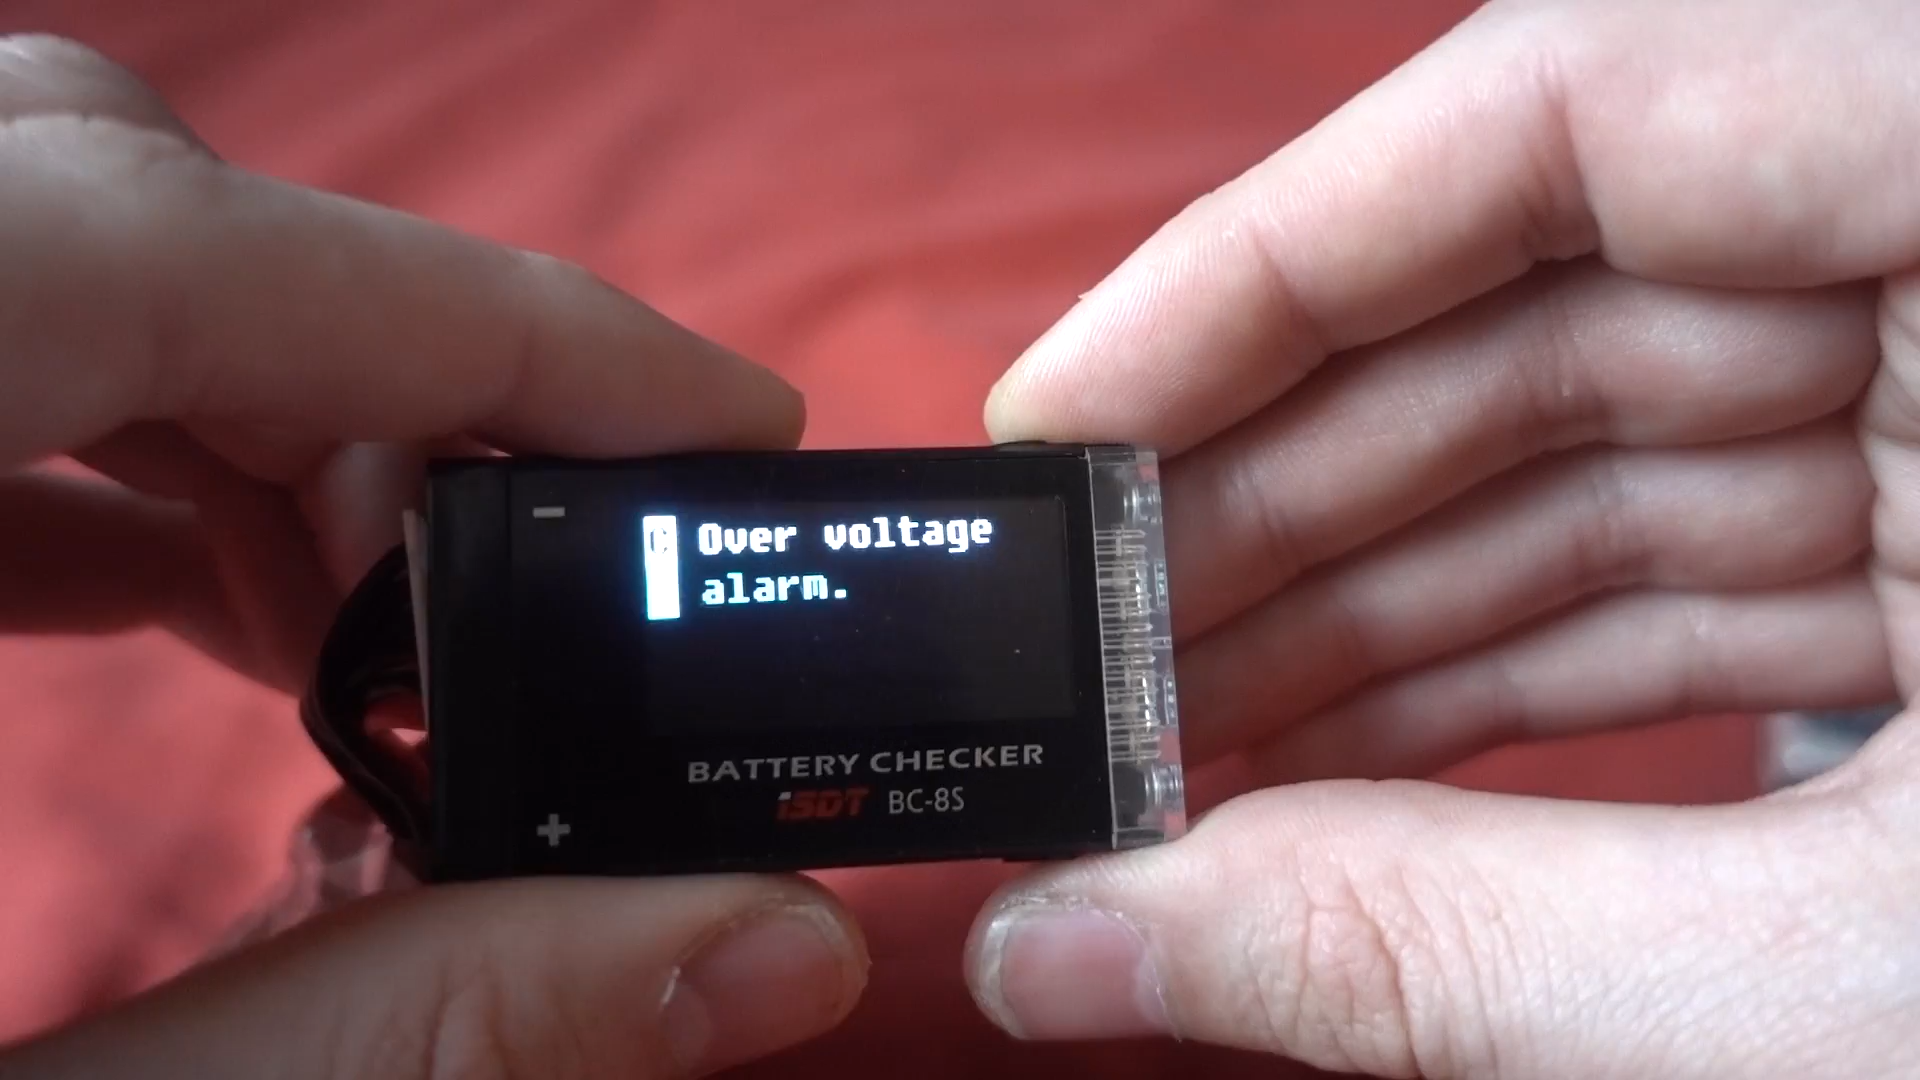 Over voltage
alarm.
BATTERY CHECKER
iSDT BC-8S